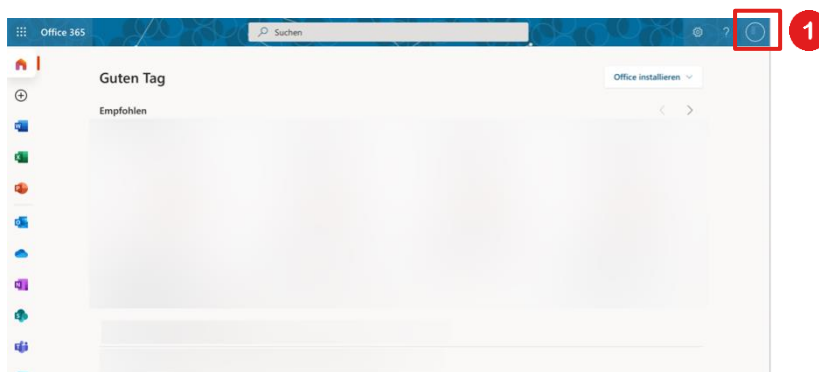 Office 365
Suchen
?
1
Guten Tag
Office installieren
Empfohlen